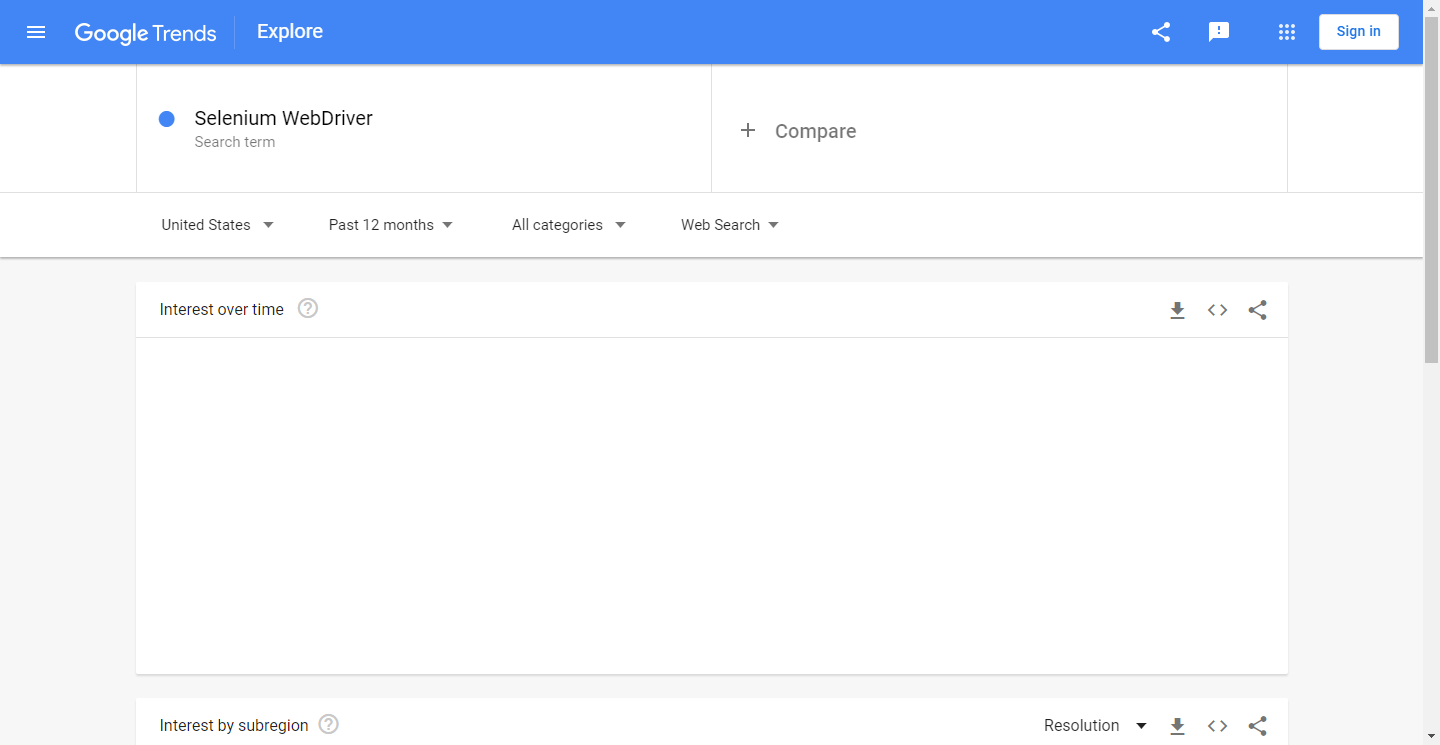 Google Trends Explore Sign in
Selenium WebDriver
Search term
Compare
United States Past 12 months All categories Web Search
Interest over time
Interest by subregion Resolution